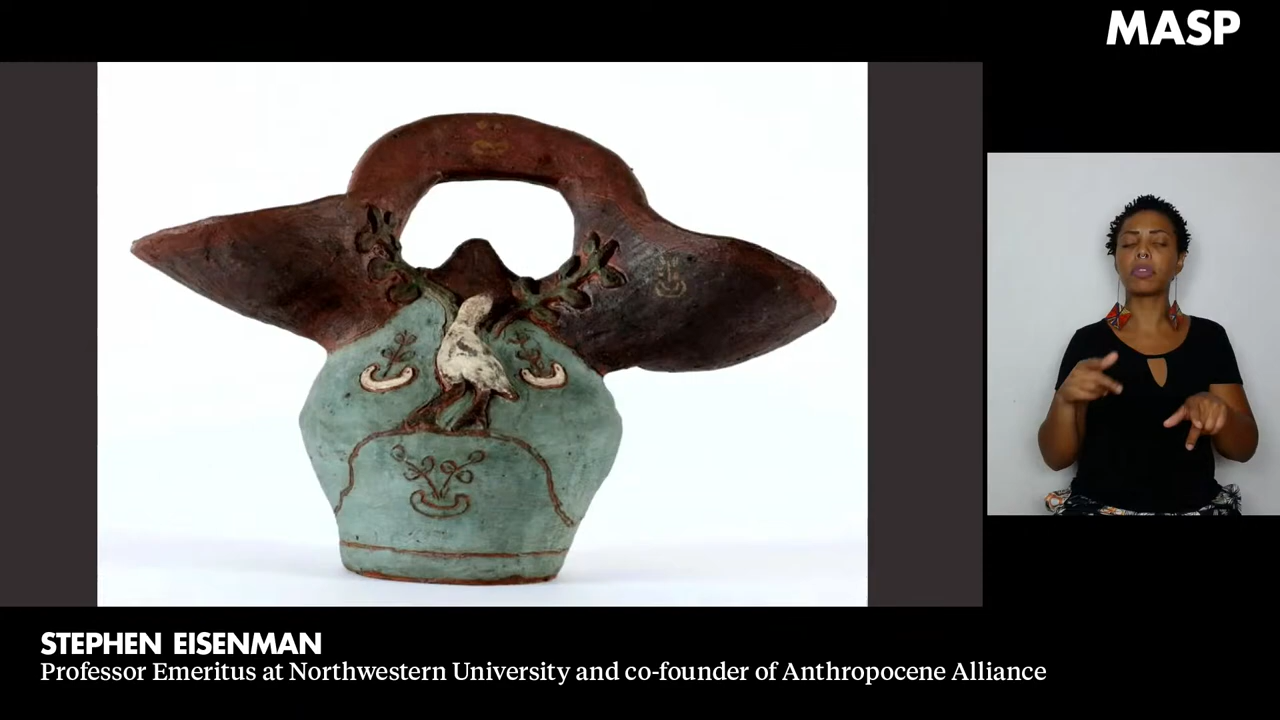 MASP
STEPHEN EISENMAN
Professor Emeritus at Northwestern University and co-founder of Anthropocene Alliance